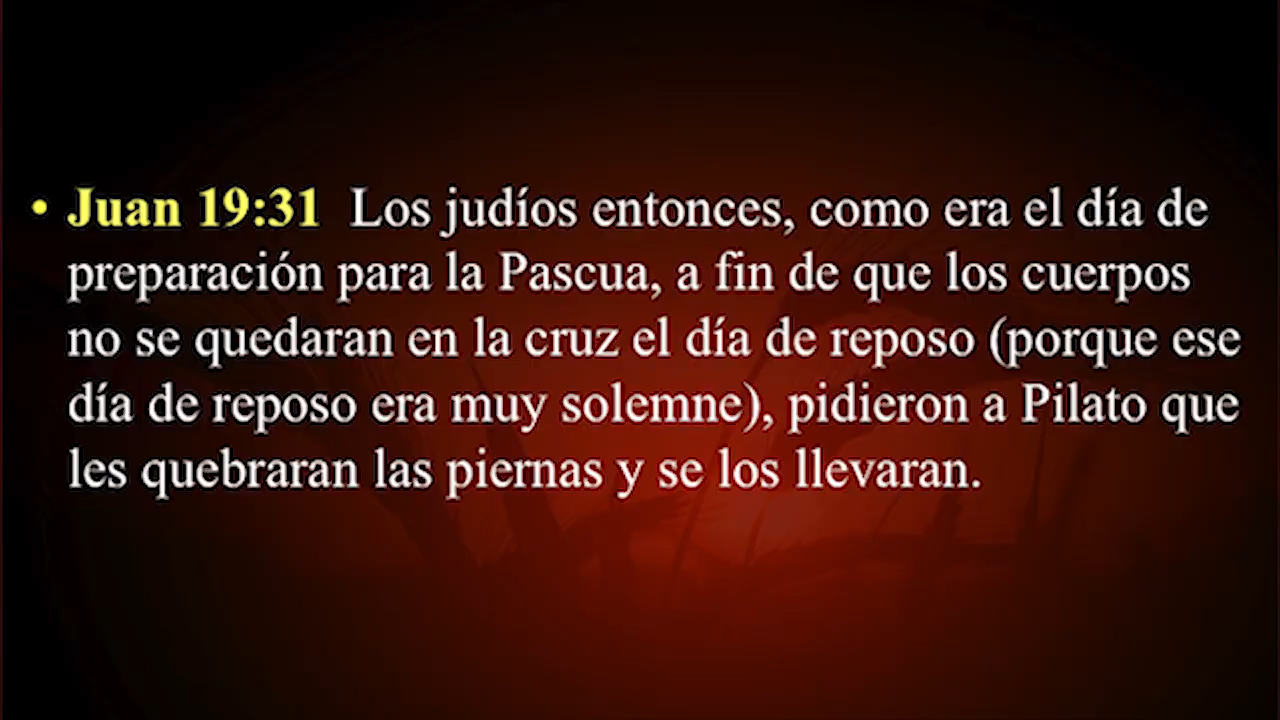 • Juan 19:31 Los judíos entonces, como era el día de
preparación para la Pascua, a fin de que los cuerpos
no se quedaran en la cruz el día de reposo (porque ese
día de reposo era muy solemne), pidieron a Pilato que
les quebraran las piernas y se los llevaran.